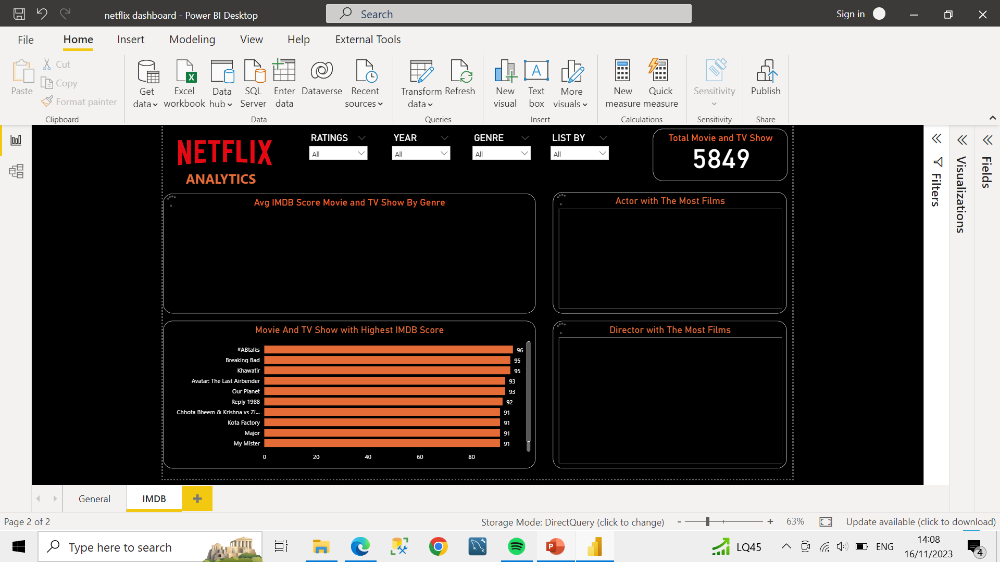 netflix dashboard - Power BI Desktop
Search
Sign in
File Home Insert Modeling View Help External Tools
Paste
Cut
Copy
Format painter
Clipboard
Get data
Excel workbook
Data hub
SQL Server
Enter data
Dataverse
Recent sources
Data
Transform data
Refresh
Queries
New visual
Text box
More visuals
Insert
New measure
Quick measure
Calculations
Sensitivity
Sensitivity
Publish
Share
NETFLIX
ANALYTICS
RATINGS
All
YEAR
All
GENRE
All
LIST BY
All
Total Movie and TV Show
5849
Filters
Visualizations
Fields
Avg IMDB Score Movie and TV Show By Genre
Actor with The Most Films
Movie And TV Show with Highest IMDB Score
#ABtalks 96
Breaking Bad 95
Khawatir 95
Avatar: The Last Airbender 93
Our Planet 93
Reply 1988 92
Chhota Bheem & Krishna vs Zi... 91
Kota Factory 91
Major 91
My Mister 91
0 20 40 60 80
Director with The Most Films
General
IMDB
Page 2 of 2
Storage Mode: DirectQuery (click to change)
- + 63%
Update available (click to download)
Type here to search
LQ45
ENG
14:08
16/11/2023
4